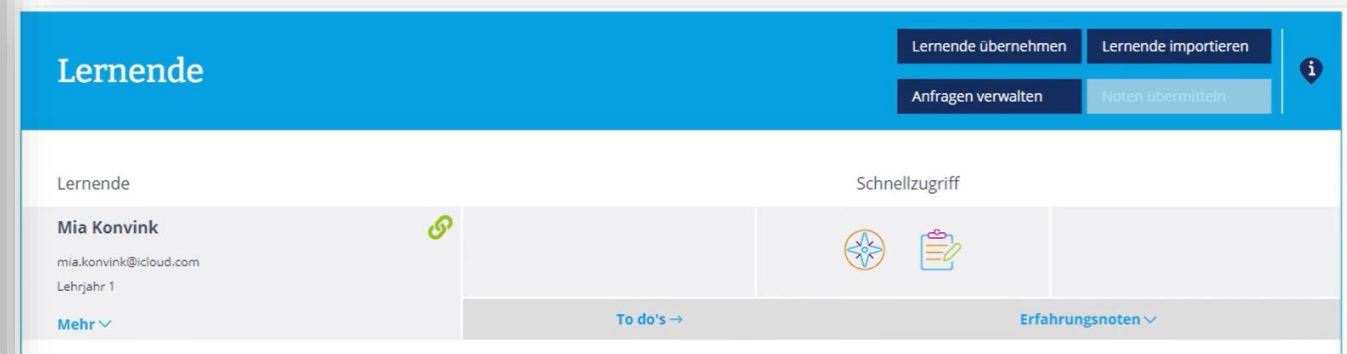 Lernende
Lernende übernehmen
Lernende importieren
Anfragen verwalten
Noten übermitteln
Lernende
Schnellzugriff
Mia Konvink
mia.konvink@icloud.com
Lehrjahr 1
Mehr
To do's →
Erfahrungsnoten